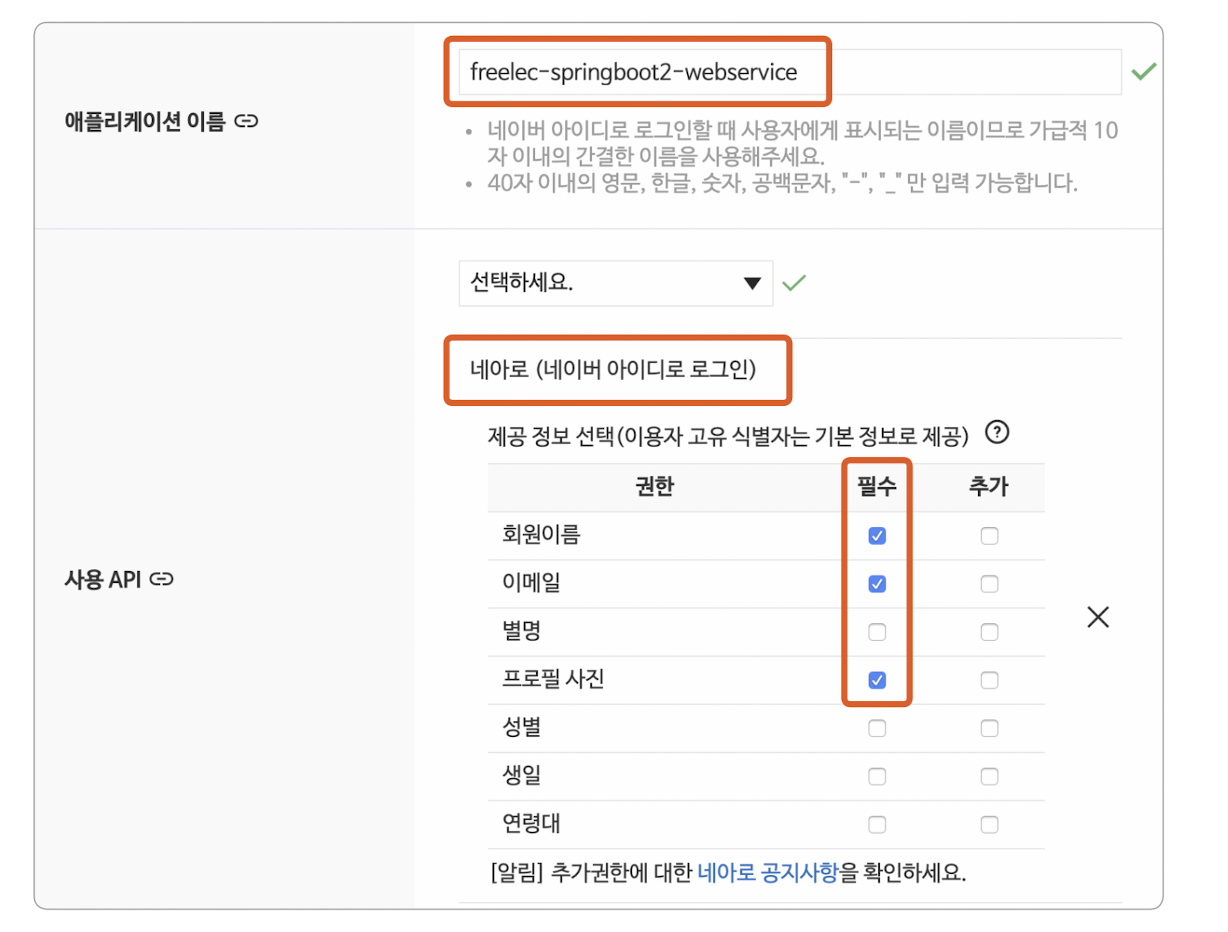 애플리케이션 이름
freelec-springboot2-webservice
• 네이버 아이디로 로그인할 때 사용자에게 표시되는 이름이므로 가급적 10
자 이내의 간결한 이름을 사용해주세요.
• 40자 이내의 영문, 한글, 숫자, 공백문자, "-", "_" 만 입력 가능합니다.
사용 API
선택하세요.
네아로 (네이버 아이디로 로그인)
제공 정보 선택(이용자 고유 식별자는 기본 정보로 제공) ?
권한 필수 추가
회원이름
이메일
별명
프로필 사진
성별
생일
연령대
[알림] 추가권한에 대한 네아로 공지사항을 확인하세요.